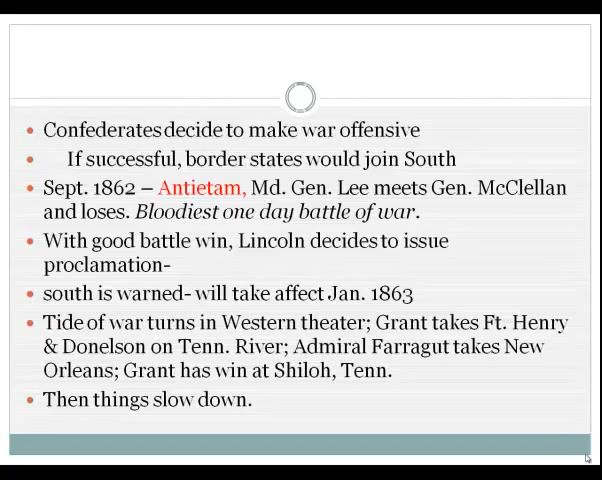 Confederates decide to make war offensive
If successful, border states would join South
Sept. 1862 – Antietam, Md. Gen. Lee meets Gen. McClellan
and loses. Bloodiest one day battle of war.
With good battle win, Lincoln decides to issue
proclamation-
south is warned- will take affect Jan. 1863
Tide of war turns in Western theater; Grant takes Ft. Henry
& Donelson on Tenn. River; Admiral Farragut takes New
Orleans; Grant has win at Shiloh, Tenn.
Then things slow down.